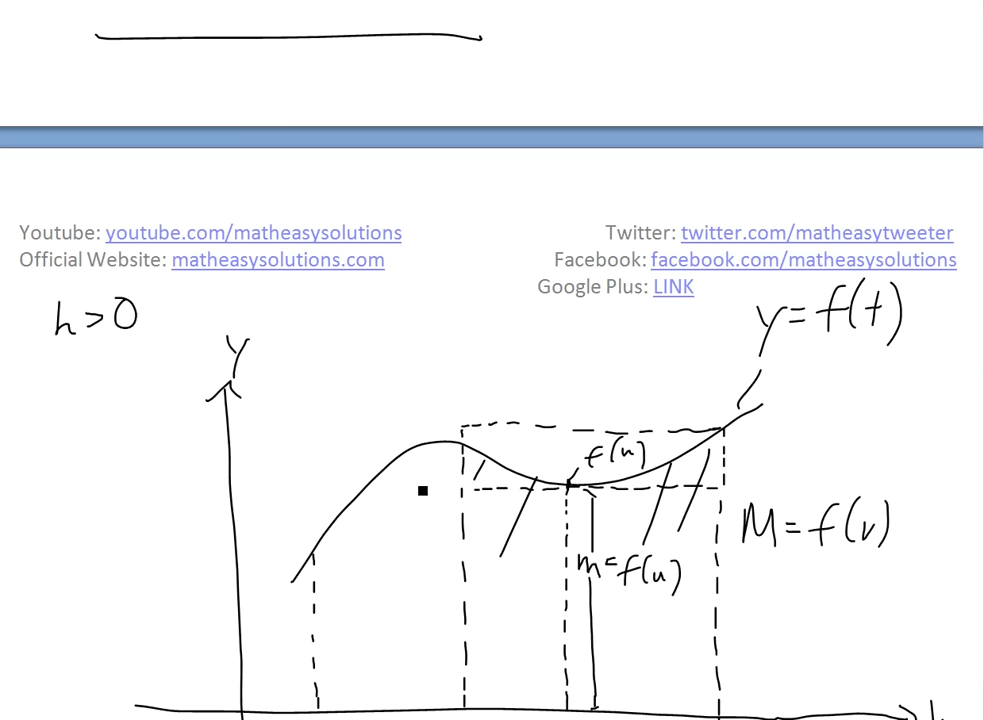 Youtube: youtube.com/matheasysolutions
Twitter: twitter.com/matheasytweeter
Official Website: matheasysolutions.com
Facebook: facebook.com/matheasysolutions
Google Plus: LINK
h>0
y=f(t)
y
f(u)
M=f(v)
m=f(u)